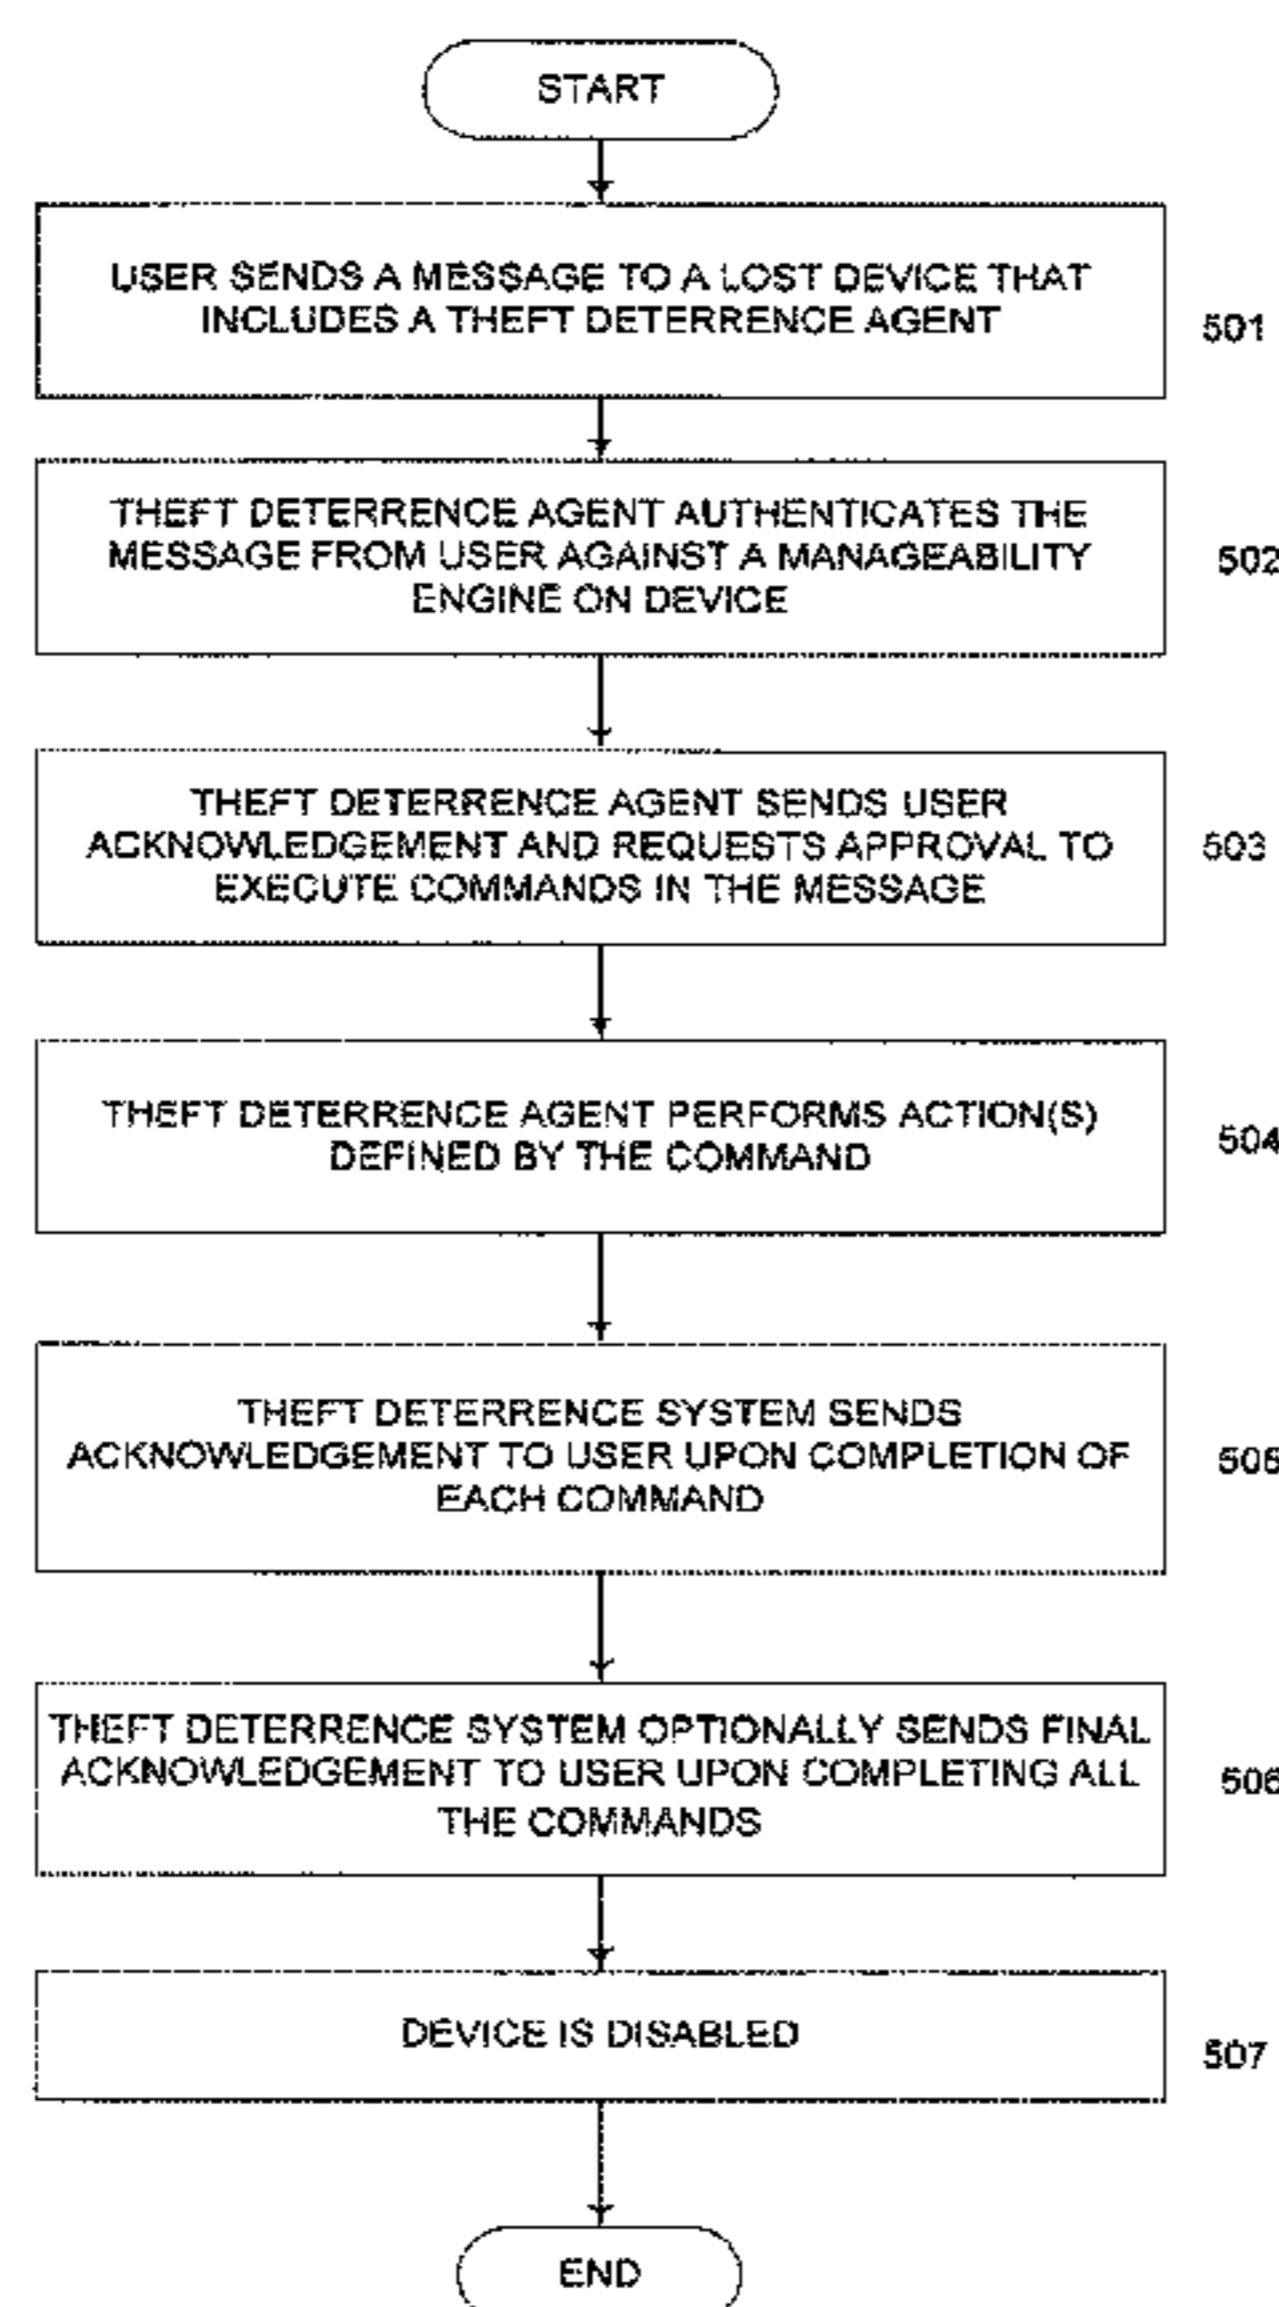 START
USER SENDS A MESSAGE TO A LOST DEVICE THAT
INCLUDES A THEFT DETERRENCE AGENT
501
THEFT DETERRENCE AGENT AUTHENTICATES THE
MESSAGE FROM USER AGAINST A MANAGEABILITY
ENGINE ON DEVICE
502
THEFT DETERRENCE AGENT SENDS USER
ACKNOWLEDGEMENT AND REQUESTS APPROVAL TO
EXECUTE COMMANDS IN THE MESSAGE
503
THEFT DETERRENCE AGENT PERFORMS ACTION(S)
DEFINED BY THE COMMAND
504
THEFT DETERRENCE SYSTEM SENDS
ACKNOWLEDGEMENT TO USER UPON COMPLETION OF
EACH COMMAND
505
THEFT DETERRENCE SYSTEM OPTIONALLY SENDS FINAL
ACKNOWLEDGEMENT TO USER UPON COMPLETING ALL
THE COMMANDS
506
DEVICE IS DISABLED
507
END